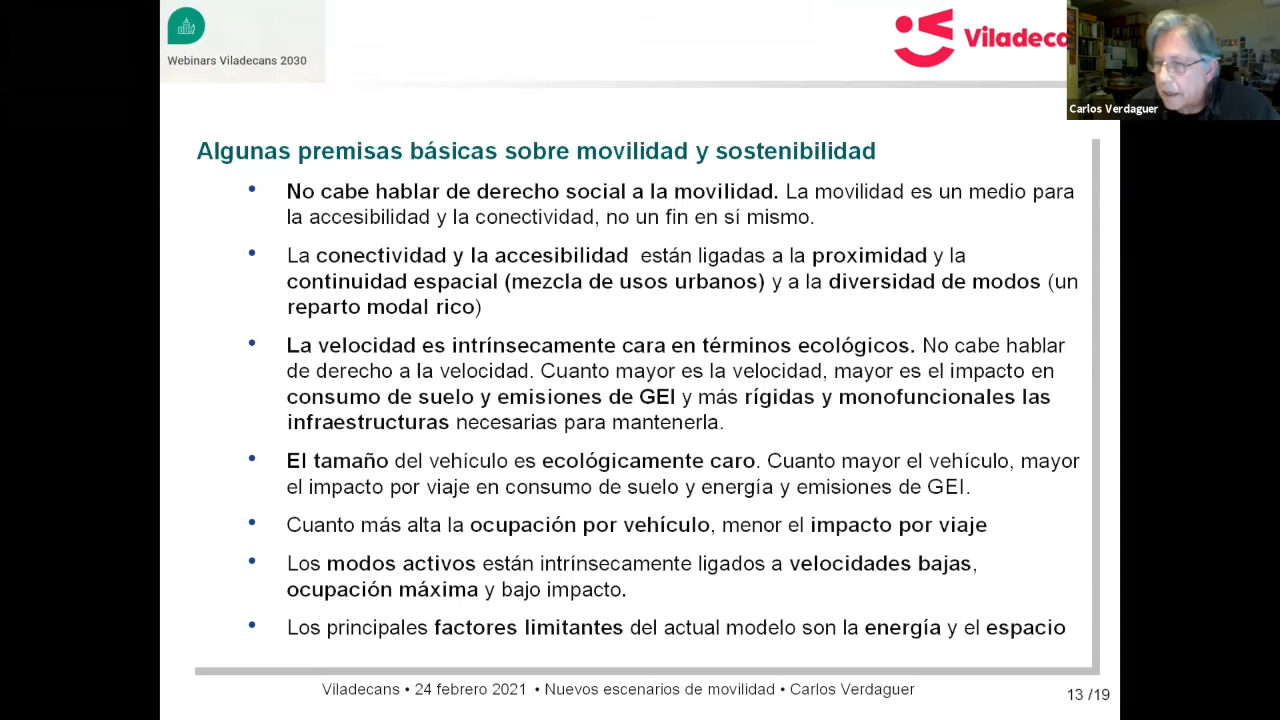 Webinars Viladecans 2030
Viladeca
Carlos Verdaguer
Algunas premisas básicas sobre movilidad y sostenibilidad
• No cabe hablar de derecho social a la movilidad. La movilidad es un medio para
la accesibilidad y la conectividad, no un fin en sí mismo.
• La conectividad y la accesibilidad están ligadas a la proximidad y la
continuidad espacial (mezcla de usos urbanos) y a la diversidad de modos (un
reparto modal rico)
• La velocidad es intrínsecamente cara en términos ecológicos. No cabe hablar
de derecho a la velocidad. Cuanto mayor es la velocidad, mayor es el impacto en
consumo de suelo y emisiones de GEI y más rígidas y monofuncionales las
infraestructuras necesarias para mantenerla.
• El tamaño del vehículo es ecológicamente caro. Cuanto mayor el vehículo, mayor
el impacto por viaje en consumo de suelo y energía y emisiones de GEI.
• Cuanto más alta la ocupación por vehículo, menor el impacto por viaje
• Los modos activos están intrínsecamente ligados a velocidades bajas,
ocupación máxima y bajo impacto.
• Los principales factores limitantes del actual modelo son la energía y el espacio
Viladecans • 24 febrero 2021 • Nuevos escenarios de movilidad • Carlos Verdaguer
13 /19